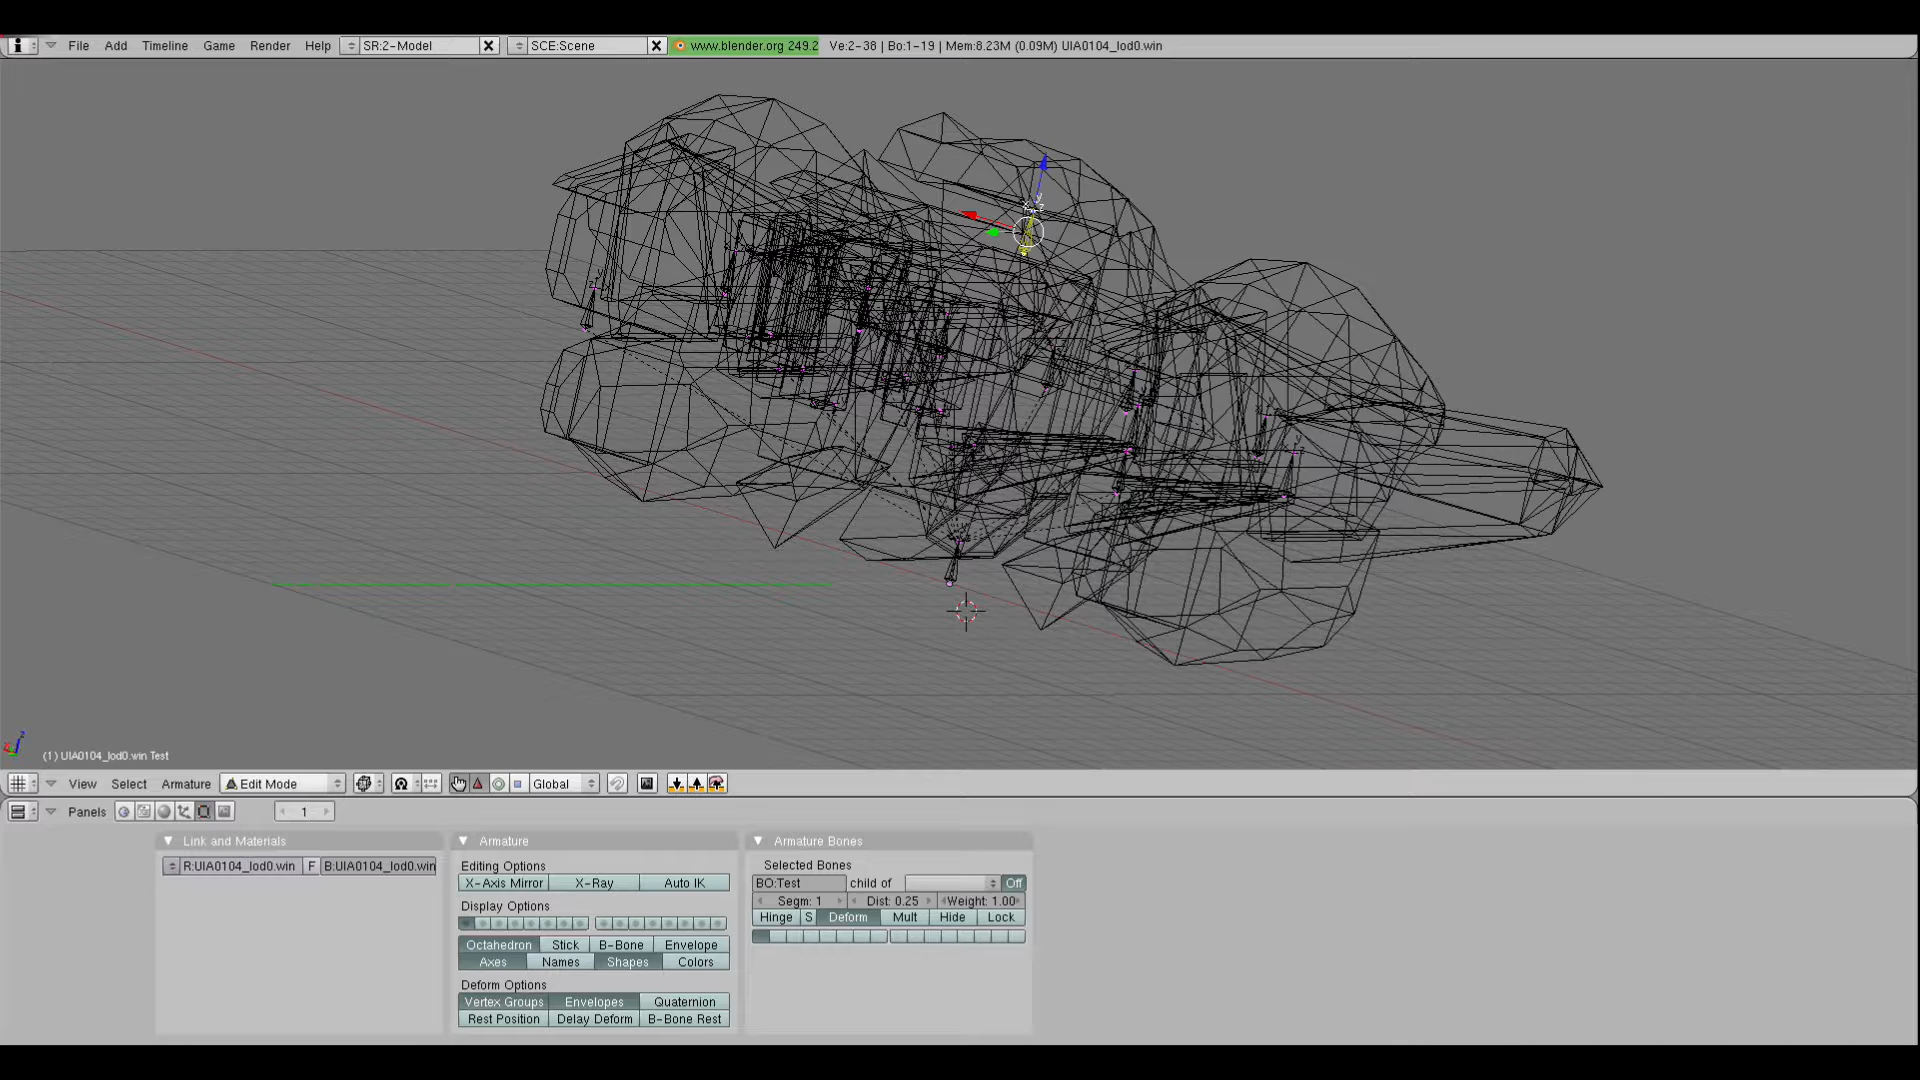 File Add Timeline Game Render Help SR:2-Model SCE:Scene www.blender.org 249.2 Ve:2-38 | Bo:1-19 | Mem:8.23M (0.09M) UIA0104_lod0.win
(1) UIA0104_lod0.win Test
View Select Armature Edit Mode Global
Panels 1
Link and Materials
R:UIA0104_lod0.win F B:UIA0104_lod0.win
Armature
Editing Options
X-Axis Mirror X-Ray Auto IK
Display Options
Octahedron Stick B-Bone Envelope
Axes Names Shapes Colors
Deform Options
Vertex Groups Envelopes Quaternion
Rest Position Delay Deform B-Bone Rest
Armature Bones
Selected Bones
BO:Test child of Off
Segm: 1 Dist: 0.25 Weight: 1.00
Hinge S Deform Mult Hide Lock